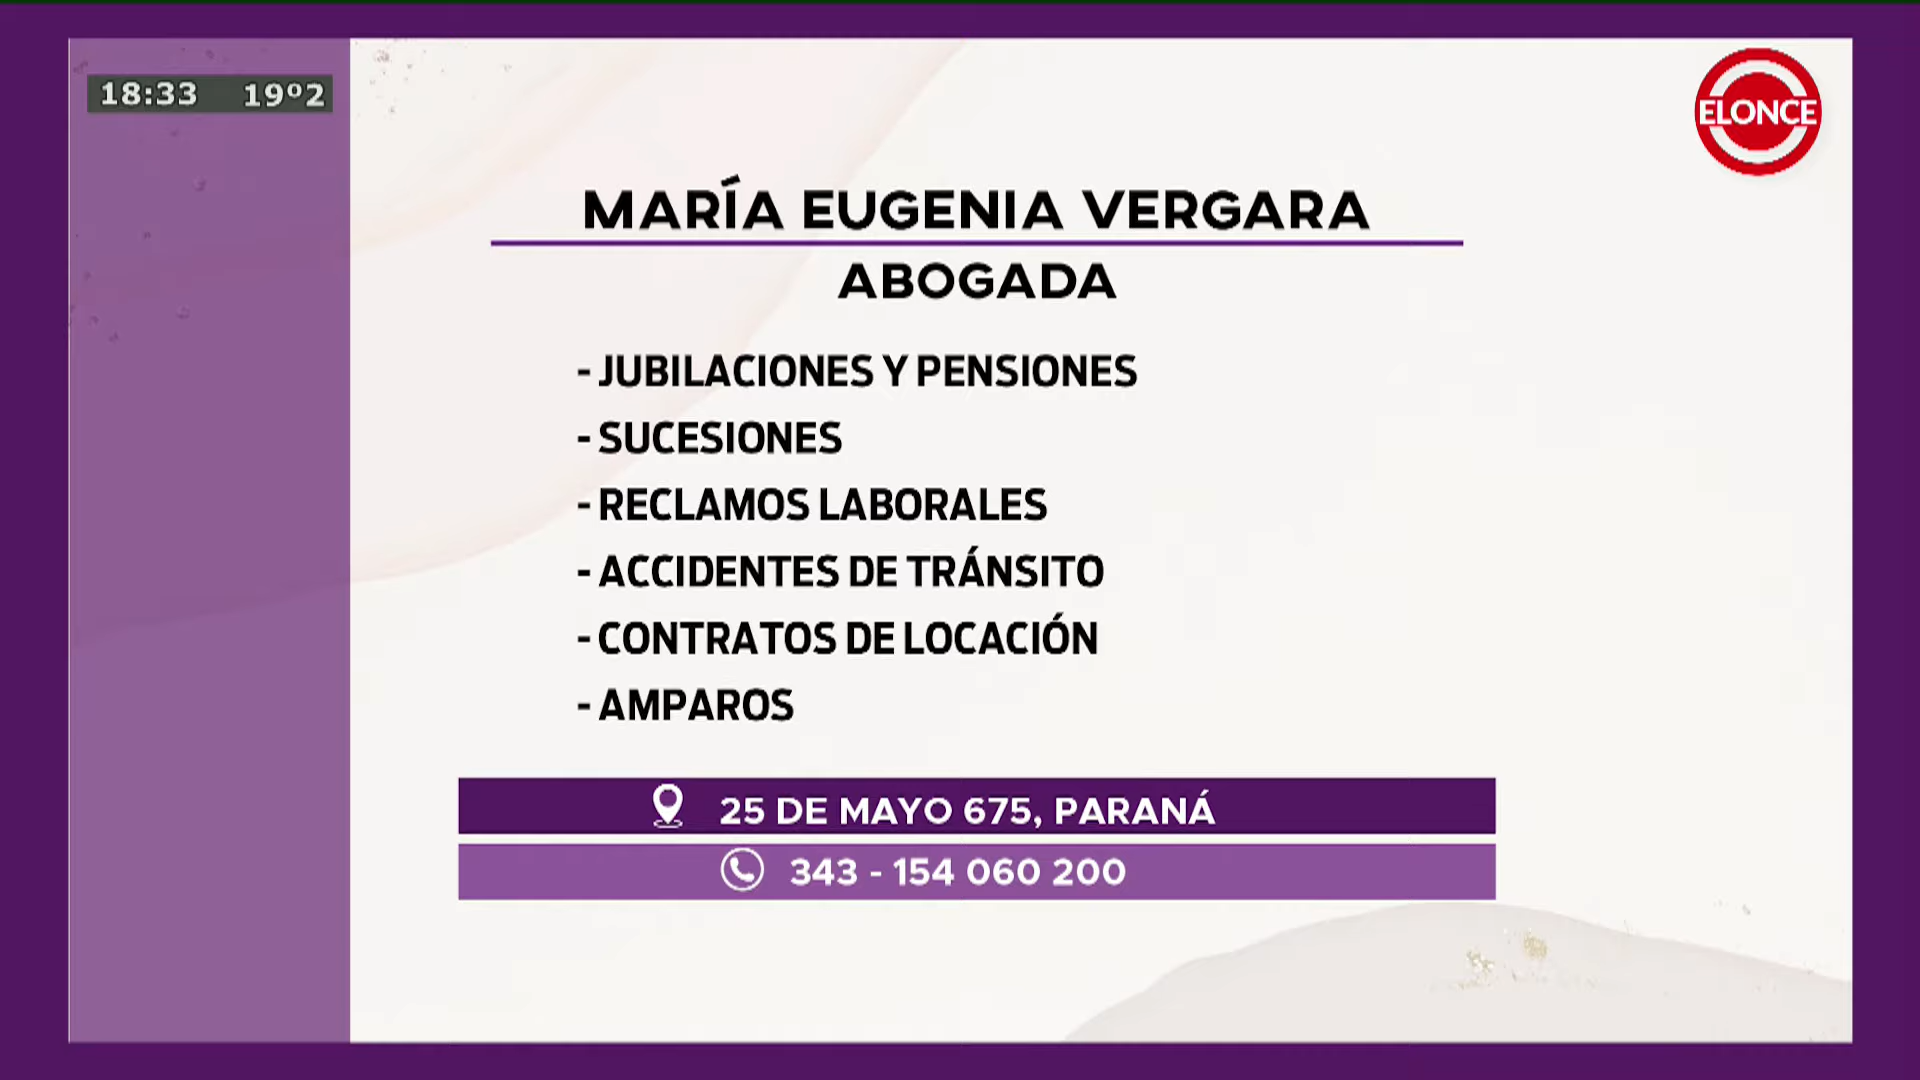 18:33 19º2
ELONCE
MARÍA EUGENIA VERGARA
ABOGADA
- JUBILACIONES Y PENSIONES
- SUCESIONES
- RECLAMOS LABORALES
- ACCIDENTES DE TRÁNSITO
- CONTRATOS DE LOCACIÓN
- AMPAROS
25 DE MAYO 675, PARANÁ
343 - 154 060 200